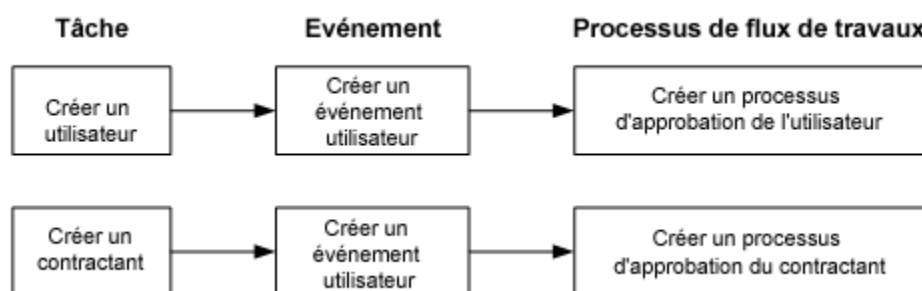 Tâche
Evénement
Processus de flux de travaux
Créer un
utilisateur
Créer un
événement
utilisateur
Créer un processus
d'approbation de l'utilisateur
Créer un
contractant
Créer un
événement
utilisateur
Créer un processus
d'approbation du contractant